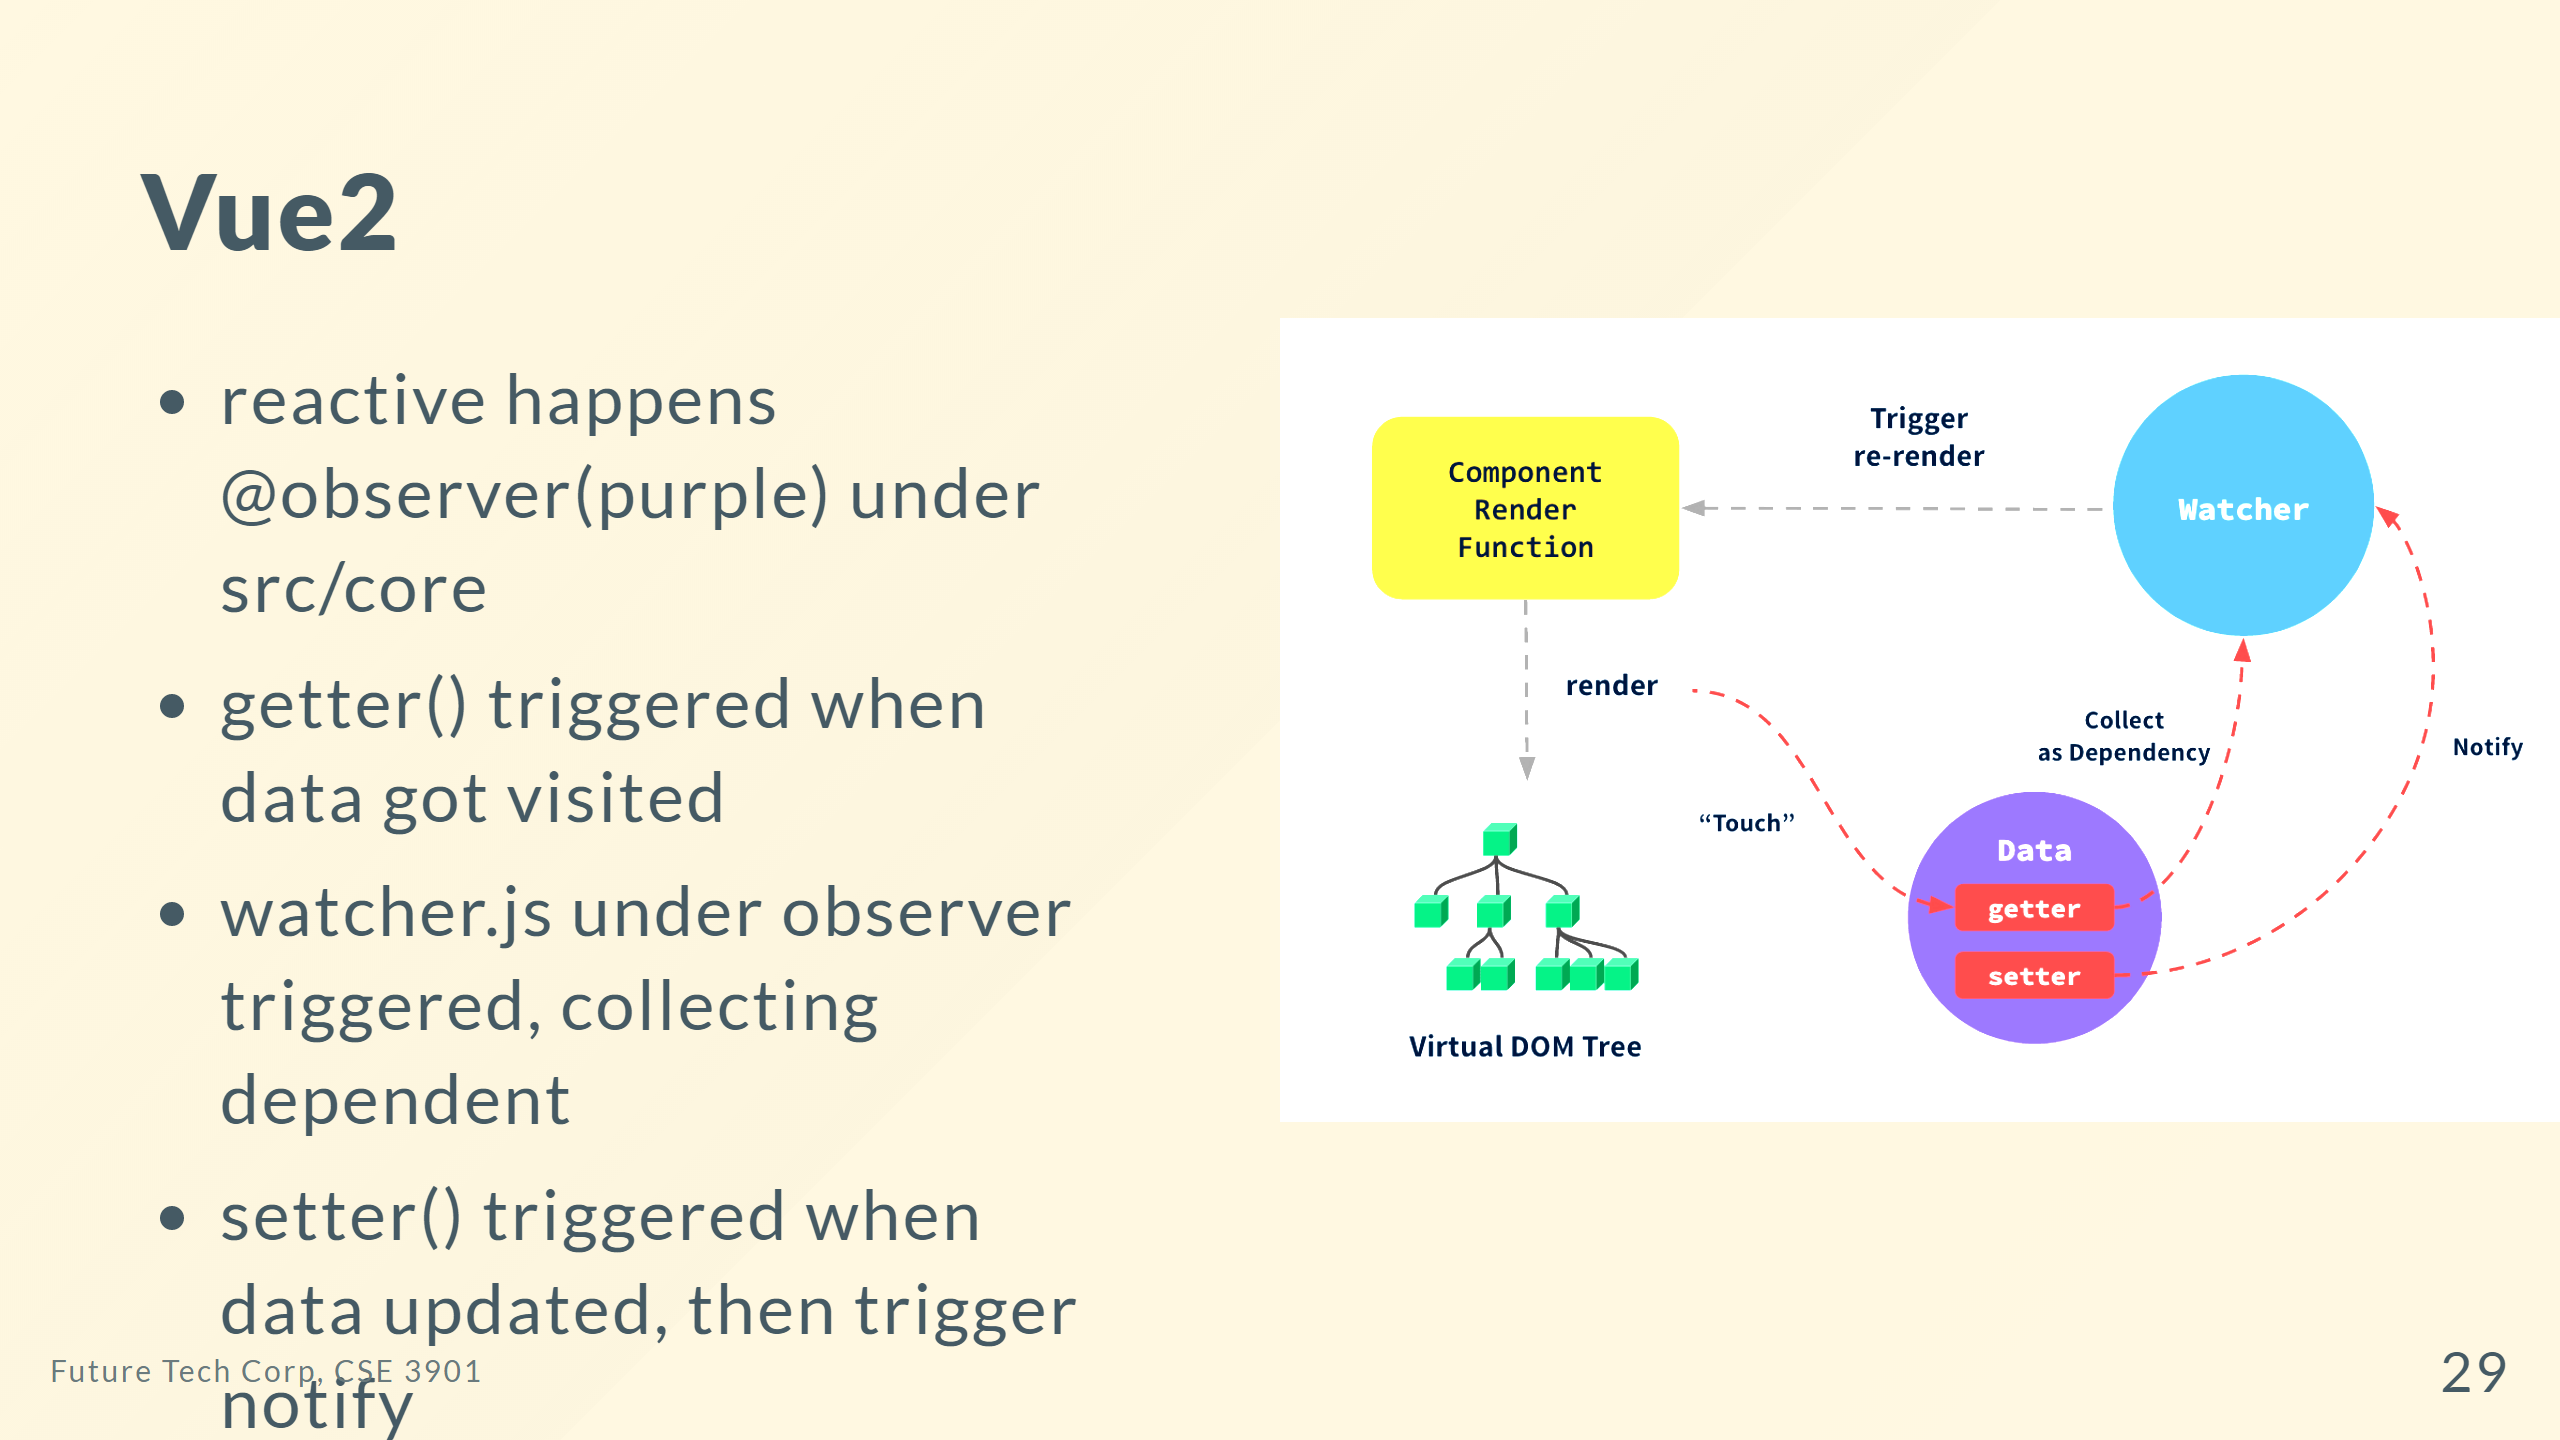 Vue2
• reactive happens
@observer(purple) under
src/core
• getter() triggered when
data got visited
• watcher.js under observer
triggered, collecting
dependent
• setter() triggered when
data updated, then trigger
notify
Component
Render
Function
Trigger
re-render
Watcher
render
“Touch”
Collect
as Dependency
Notify
Data
getter
setter
Virtual DOM Tree
Future Tech Corp, CSE 3901
29